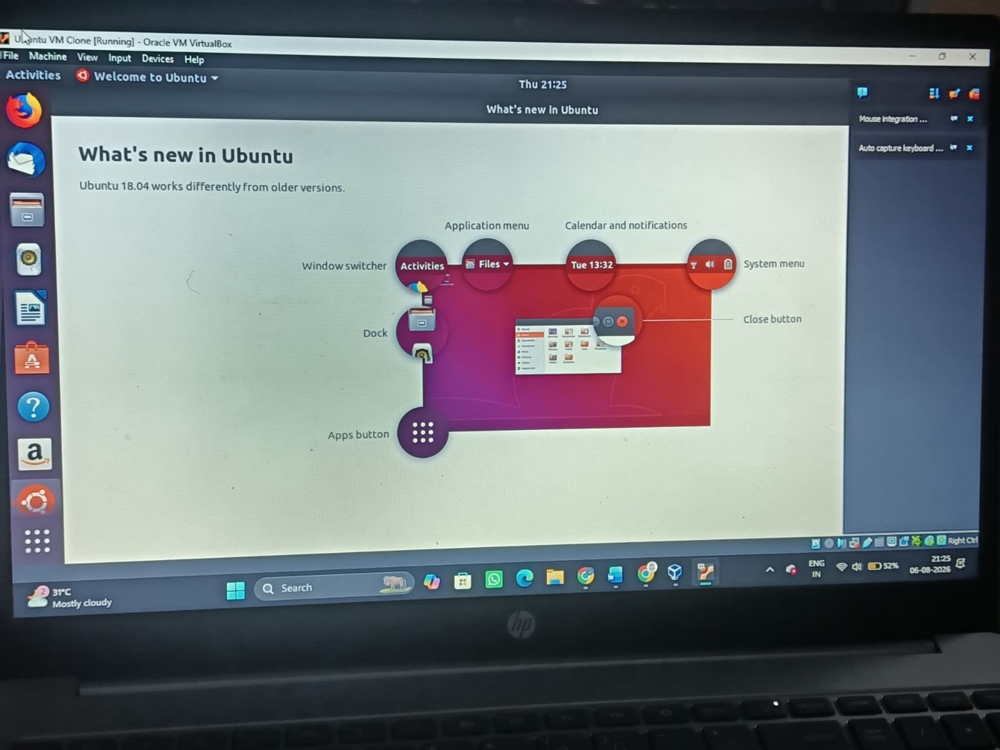 Ubuntu VM Clone [Running] - Oracle VM VirtualBox
File Machine View Input Devices Help
Activities Welcome to Ubuntu
Thu 21:25
What's new in Ubuntu
Mouse integration ...
Auto capture keyboard ...
What's new in Ubuntu
Ubuntu 18.04 works differently from older versions.
Application menu
Calendar and notifications
Window switcher
Activities
Files
Tue 13:32
System menu
Dock
Close button
Apps button
a
Right Ctrl
2
31°C
Mostly cloudy
Search
ENG
IN
52%
21:25
06-08-2026
hp